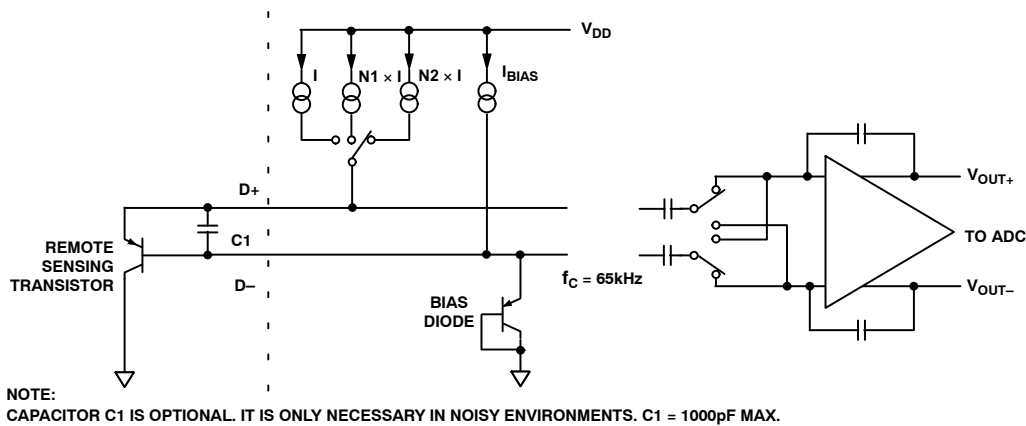 V_DD
I
N1 × I
N2 × I
I_BIAS
D+
C1
D–
REMOTE
SENSING
TRANSISTOR
BIAS
DIODE
f_C = 65kHz
V_OUT+
TO ADC
V_OUT–
NOTE:
CAPACITOR C1 IS OPTIONAL. IT IS ONLY NECESSARY IN NOISY ENVIRONMENTS. C1 = 1000pF MAX.